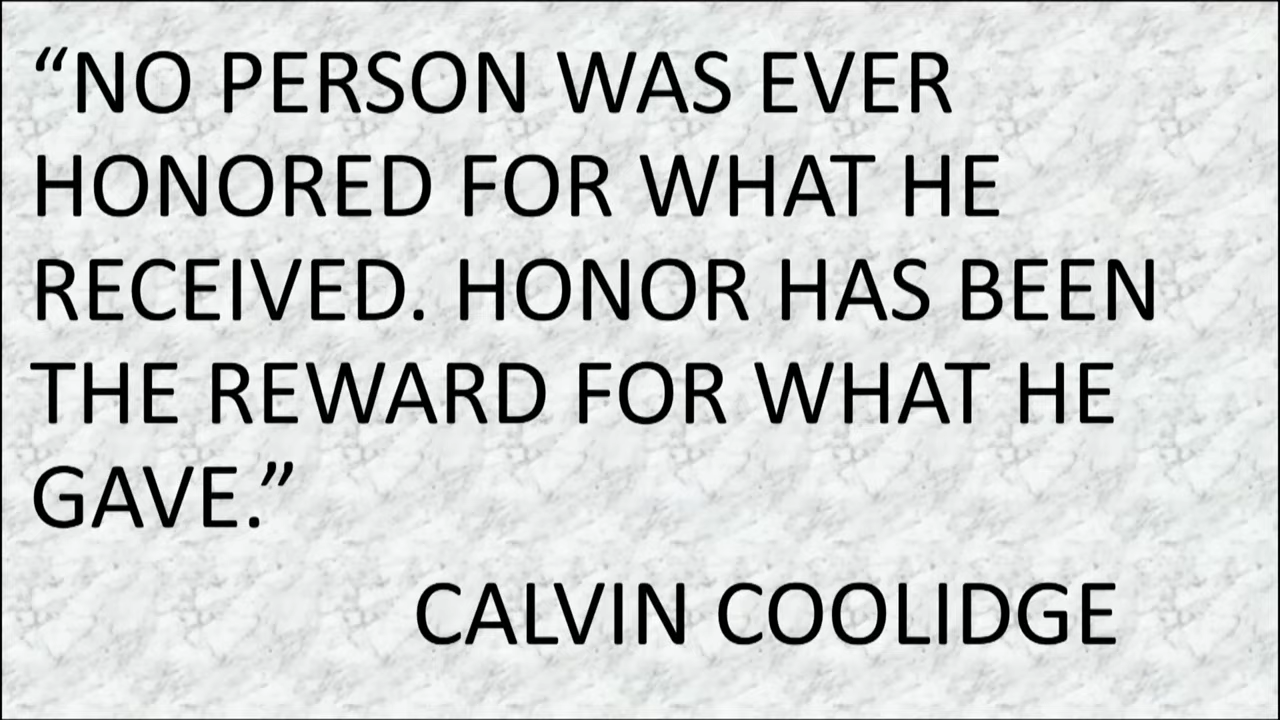 “NO PERSON WAS EVER
HONORED FOR WHAT HE
RECEIVED. HONOR HAS BEEN
THE REWARD FOR WHAT HE
GAVE.”
CALVIN COOLIDGE